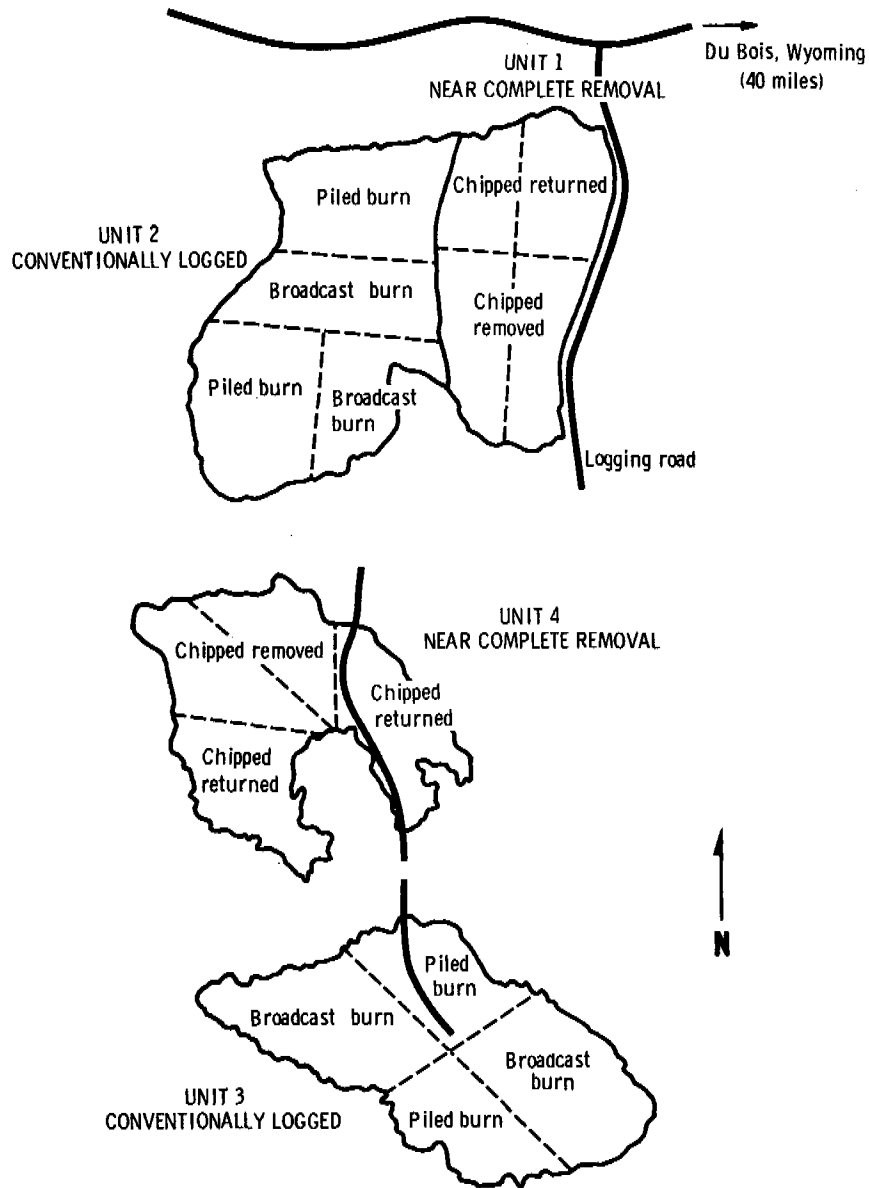 Du Bois, Wyoming
(40 miles)
UNIT 1
NEAR COMPLETE REMOVAL
Piled burn
Chipped returned
UNIT 2
CONVENTIONALLY LOGGED
Broadcast burn
Chipped
removed
Piled burn
Broadcast
burn
Logging road
UNIT 4
NEAR COMPLETE REMOVAL
Chipped removed
Chipped
returned
Chipped
returned
N
Piled
burn
Broadcast burn
Broadcast
burn
UNIT 3
CONVENTIONALLY LOGGED
Piled burn